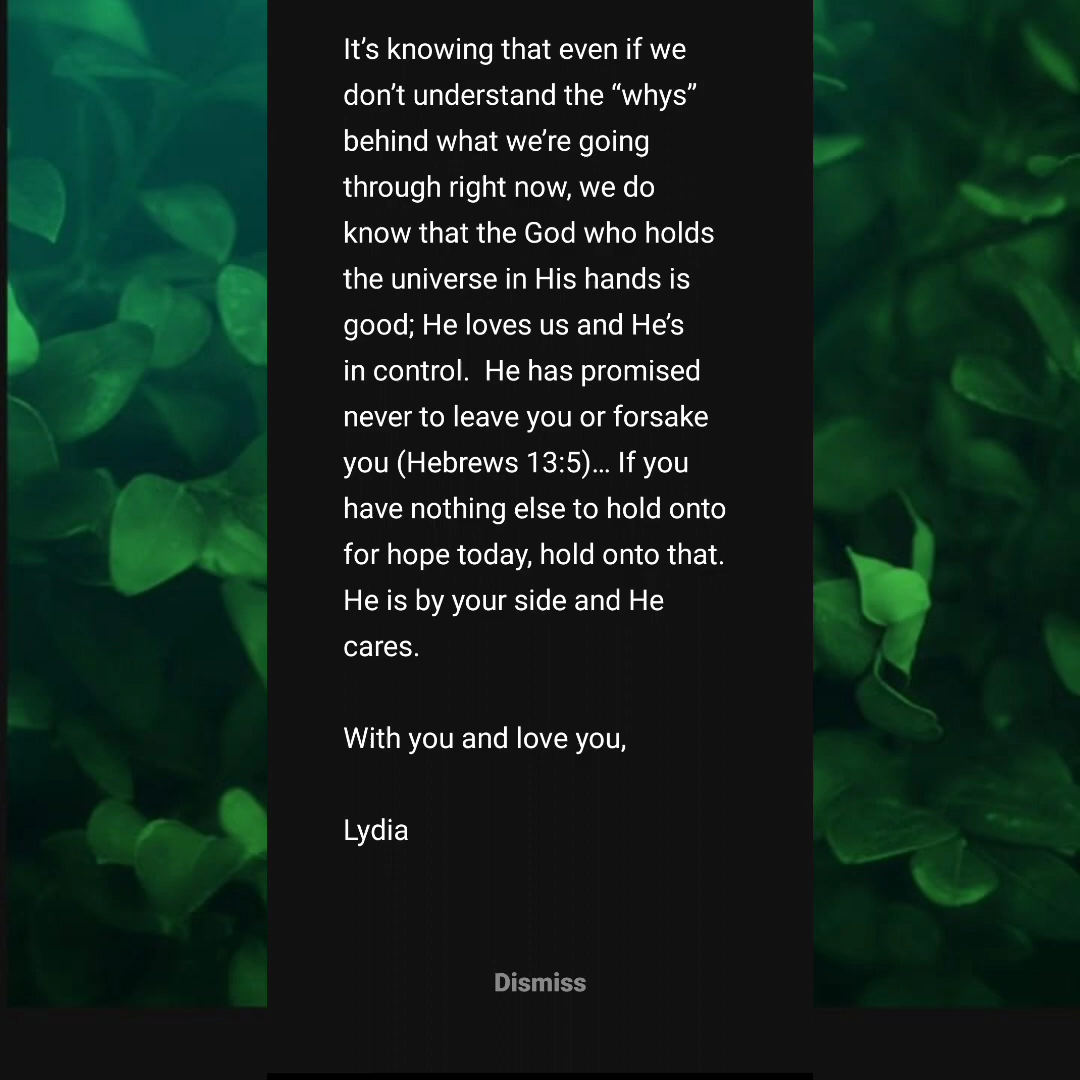 It’s knowing that even if we
don’t understand the “whys”
behind what we’re going
through right now, we do
know that the God who holds
the universe in His hands is
good; He loves us and He’s
in control.  He has promised
never to leave you or forsake
you (Hebrews 13:5)… If you
have nothing else to hold onto
for hope today, hold onto that.
He is by your side and He
cares.
With you and love you,
Lydia
Dismiss